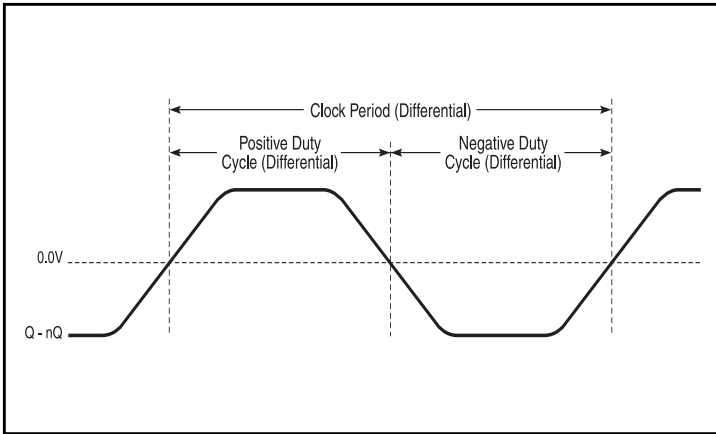 Clock Period (Differential)
Positive Duty
Cycle (Differential)
Negative Duty
Cycle (Differential)
0.0V
Q - nQ